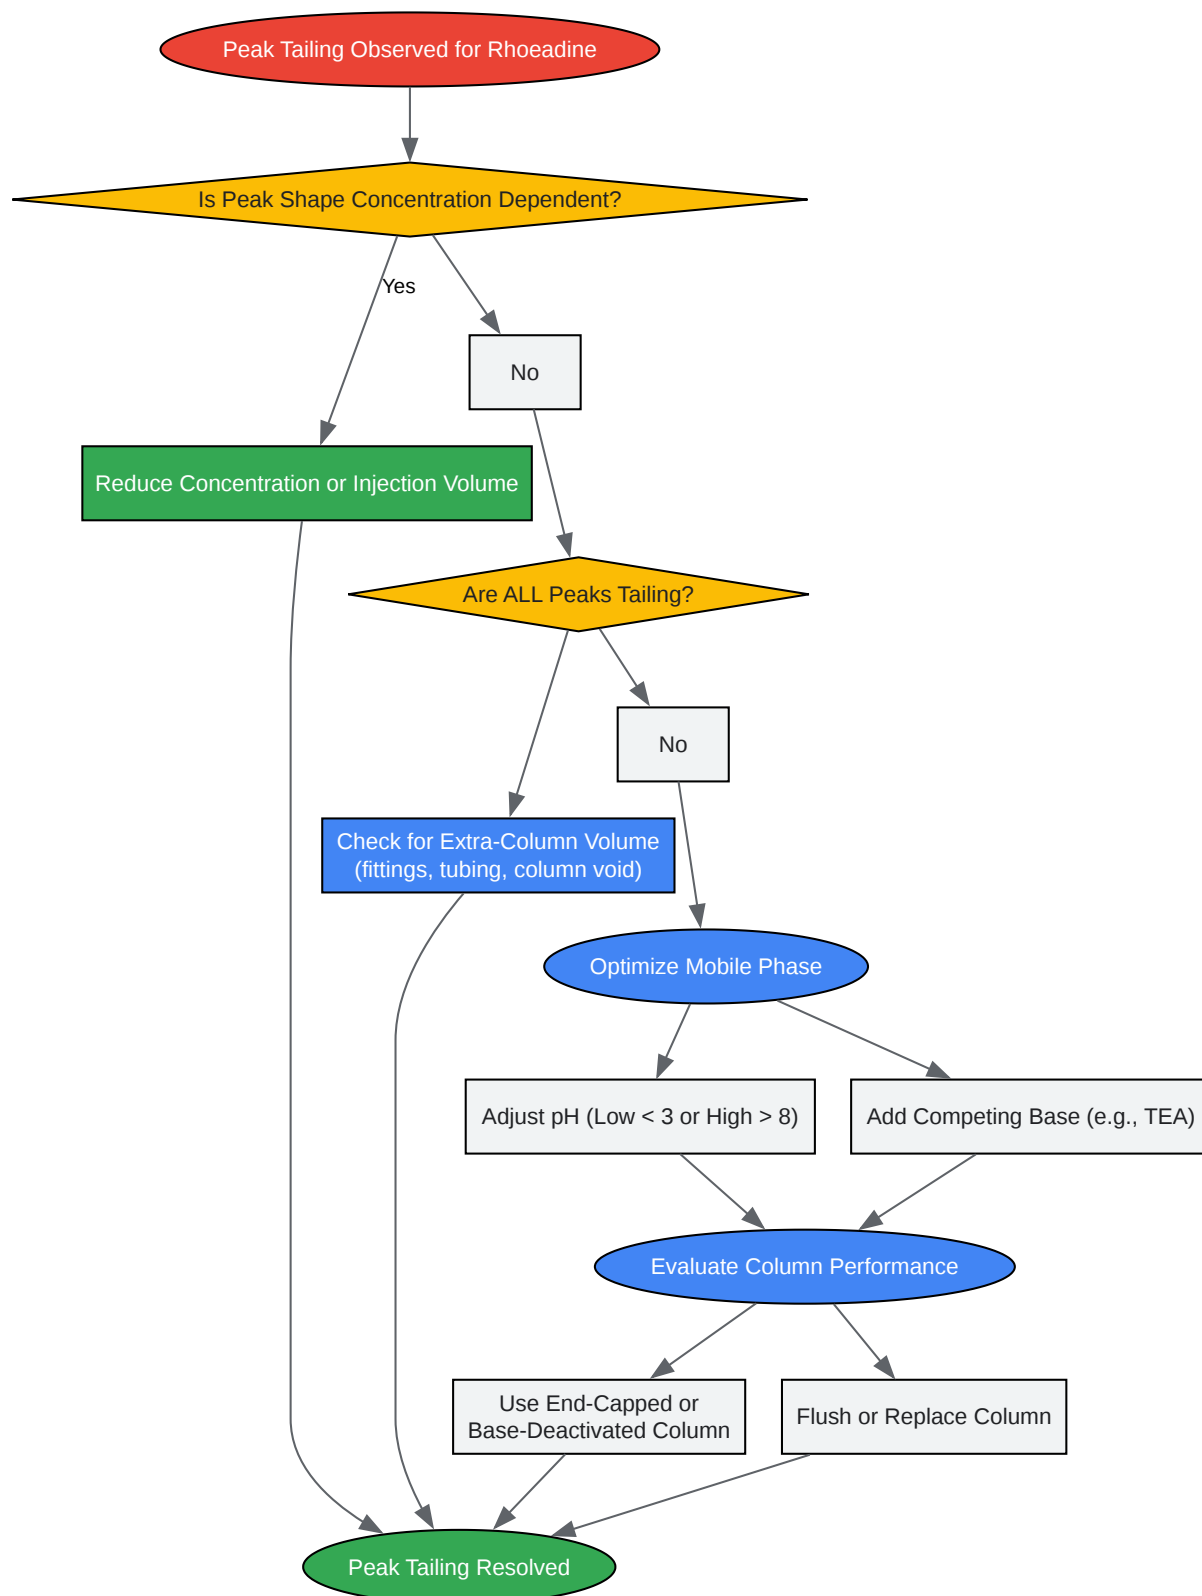 Peak Tailing Observed for Rhoeadine
Is Peak Shape Concentration Dependent?
Yes
No
Reduce Concentration or Injection Volume
Are ALL Peaks Tailing?
No
Check for Extra-Column Volume
(fittings, tubing, column void)
Optimize Mobile Phase
Adjust pH (Low < 3 or High > 8)
Add Competing Base (e.g., TEA)
Evaluate Column Performance
Use End-Capped or
Base-Deactivated Column
Flush or Replace Column
Peak Tailing Resolved